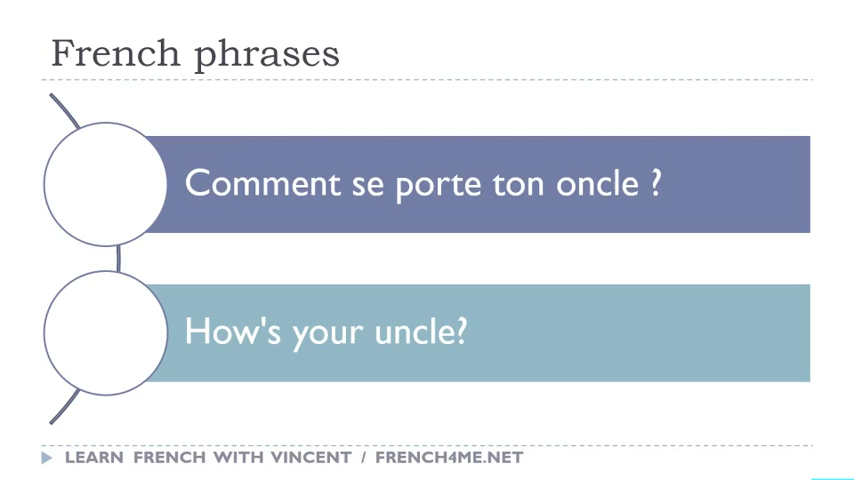 French phrases
Comment se porte ton oncle ?
How's your uncle?
LEARN FRENCH WITH VINCENT / FRENCH4ME.NET